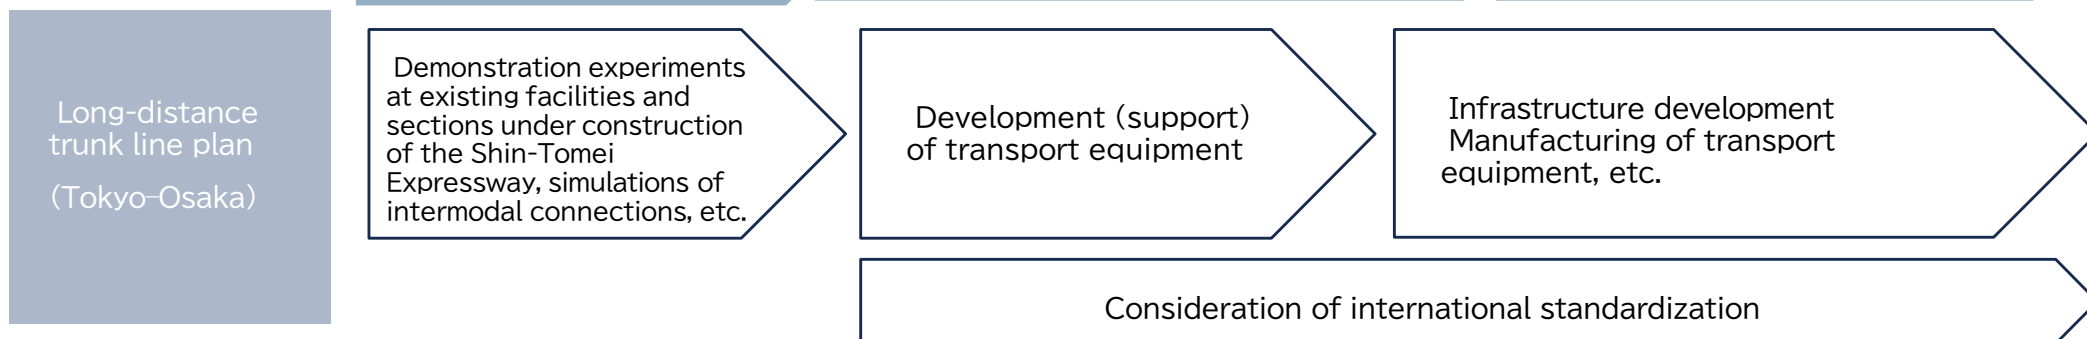 Long-distance
trunk line plan
(Tokyo–Osaka)
Demonstration experiments
at existing facilities and
sections under construction
of the Shin-Tomei
Expressway, simulations of
intermodal connections, etc.
Development (support)
of transport equipment
Infrastructure development
Manufacturing of transport
equipment, etc.
Consideration of international standardization